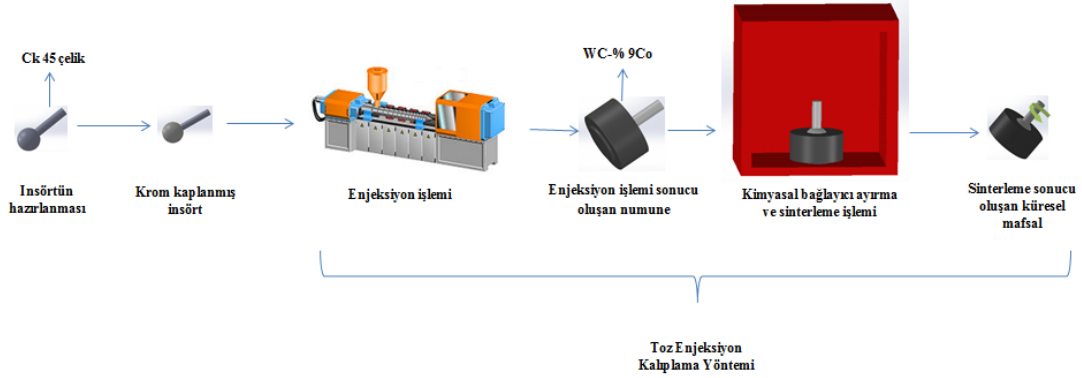 Ck 45 çelik
WC-% 9Co
İnsörtün
hazırlanması
Krom kaplanmış
insört
Enjeksiyon işlemi
Enjeksiyon işlemi sonucu
oluşan numune
Kimyasal bağlayıcı ayırma
ve sinterleme işlemi
Sinterleme sonucu
oluşan küresel
mafsal
Toz Enjeksiyon
Kalıplama Yöntemi